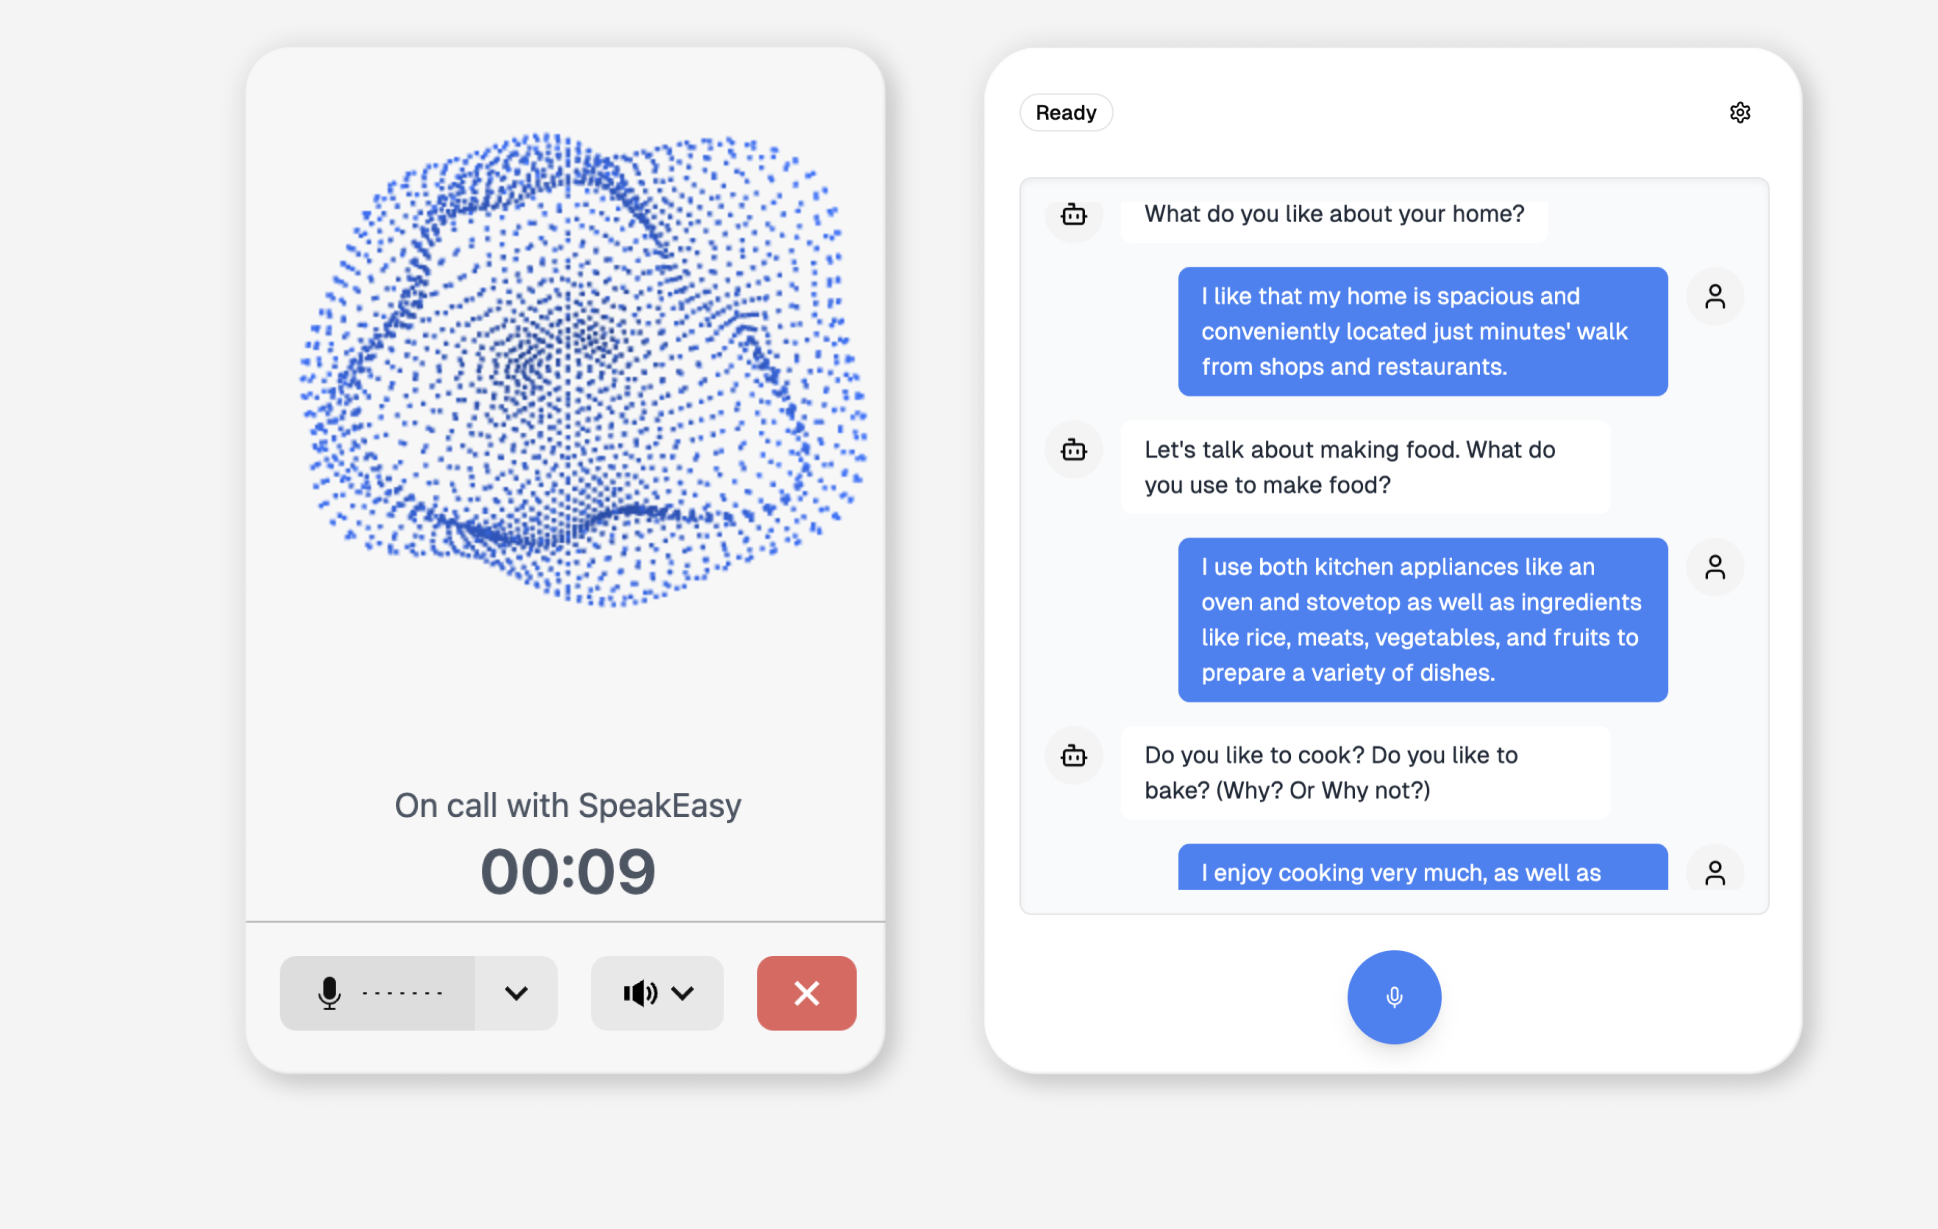 On call with SpeakEasy
00:09
Ready
What do you like about your home?
I like that my home is spacious and
conveniently located just minutes' walk
from shops and restaurants.
Let's talk about making food. What do
you use to make food?
I use both kitchen appliances like an
oven and stovetop as well as ingredients
like rice, meats, vegetables, and fruits to
prepare a variety of dishes.
Do you like to cook? Do you like to
bake? (Why? Or Why not?)
I enjoy cooking very much, as well as